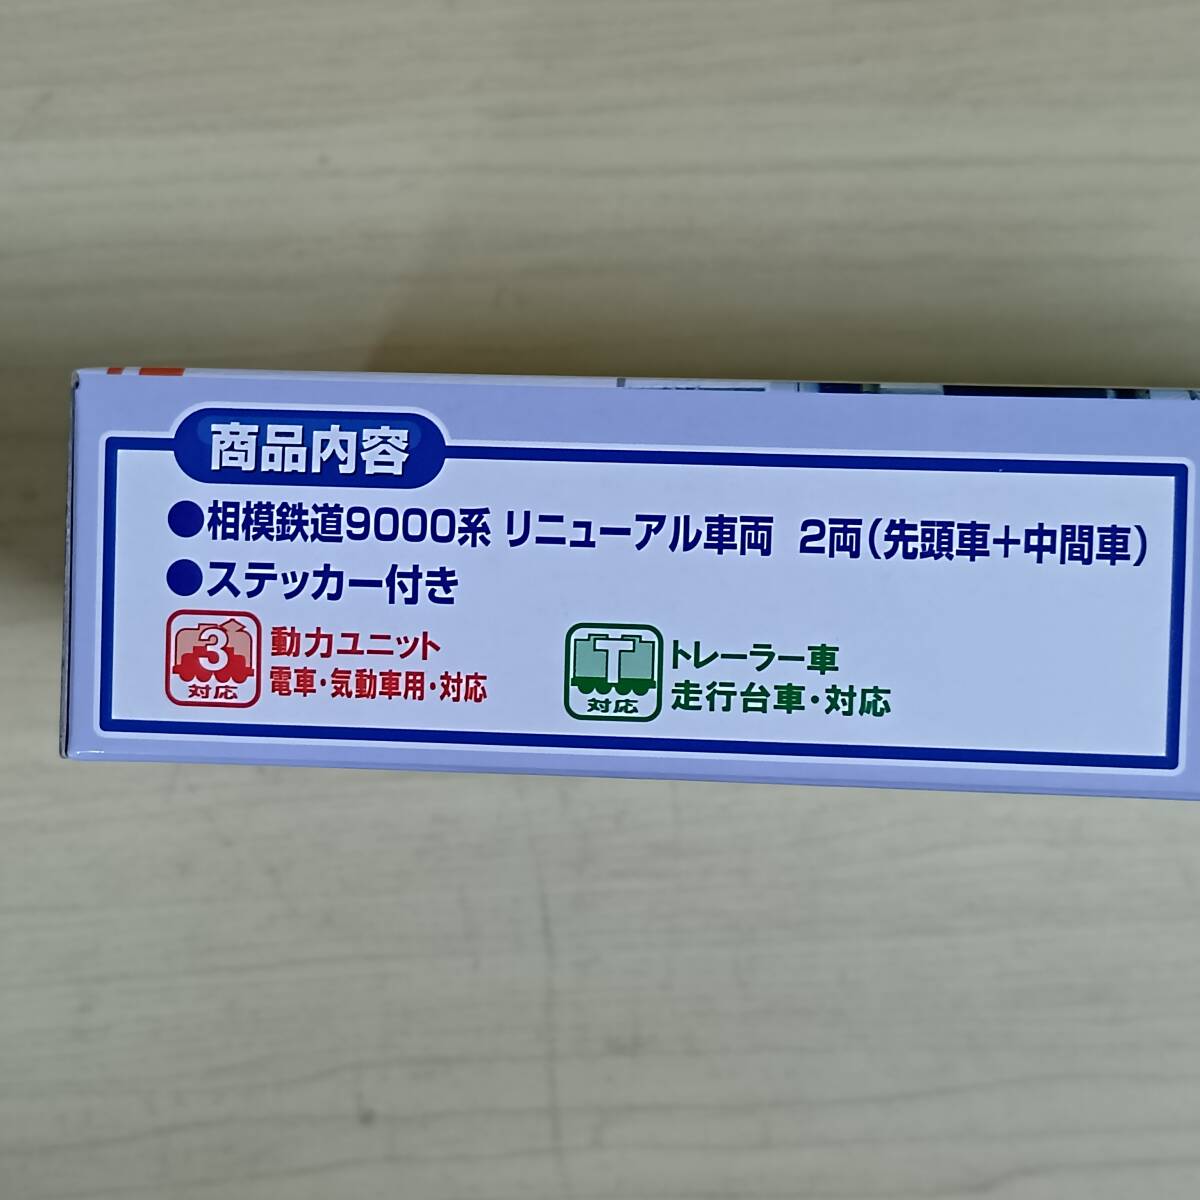 商品内容
●相模鉄道9000系 リニューアル車両 2両(先頭車+中間車)
●ステッカー付き
3
対応
動力ユニット
電車・気動車用・対応
T
対応
トレーラー車
走行台車・対応